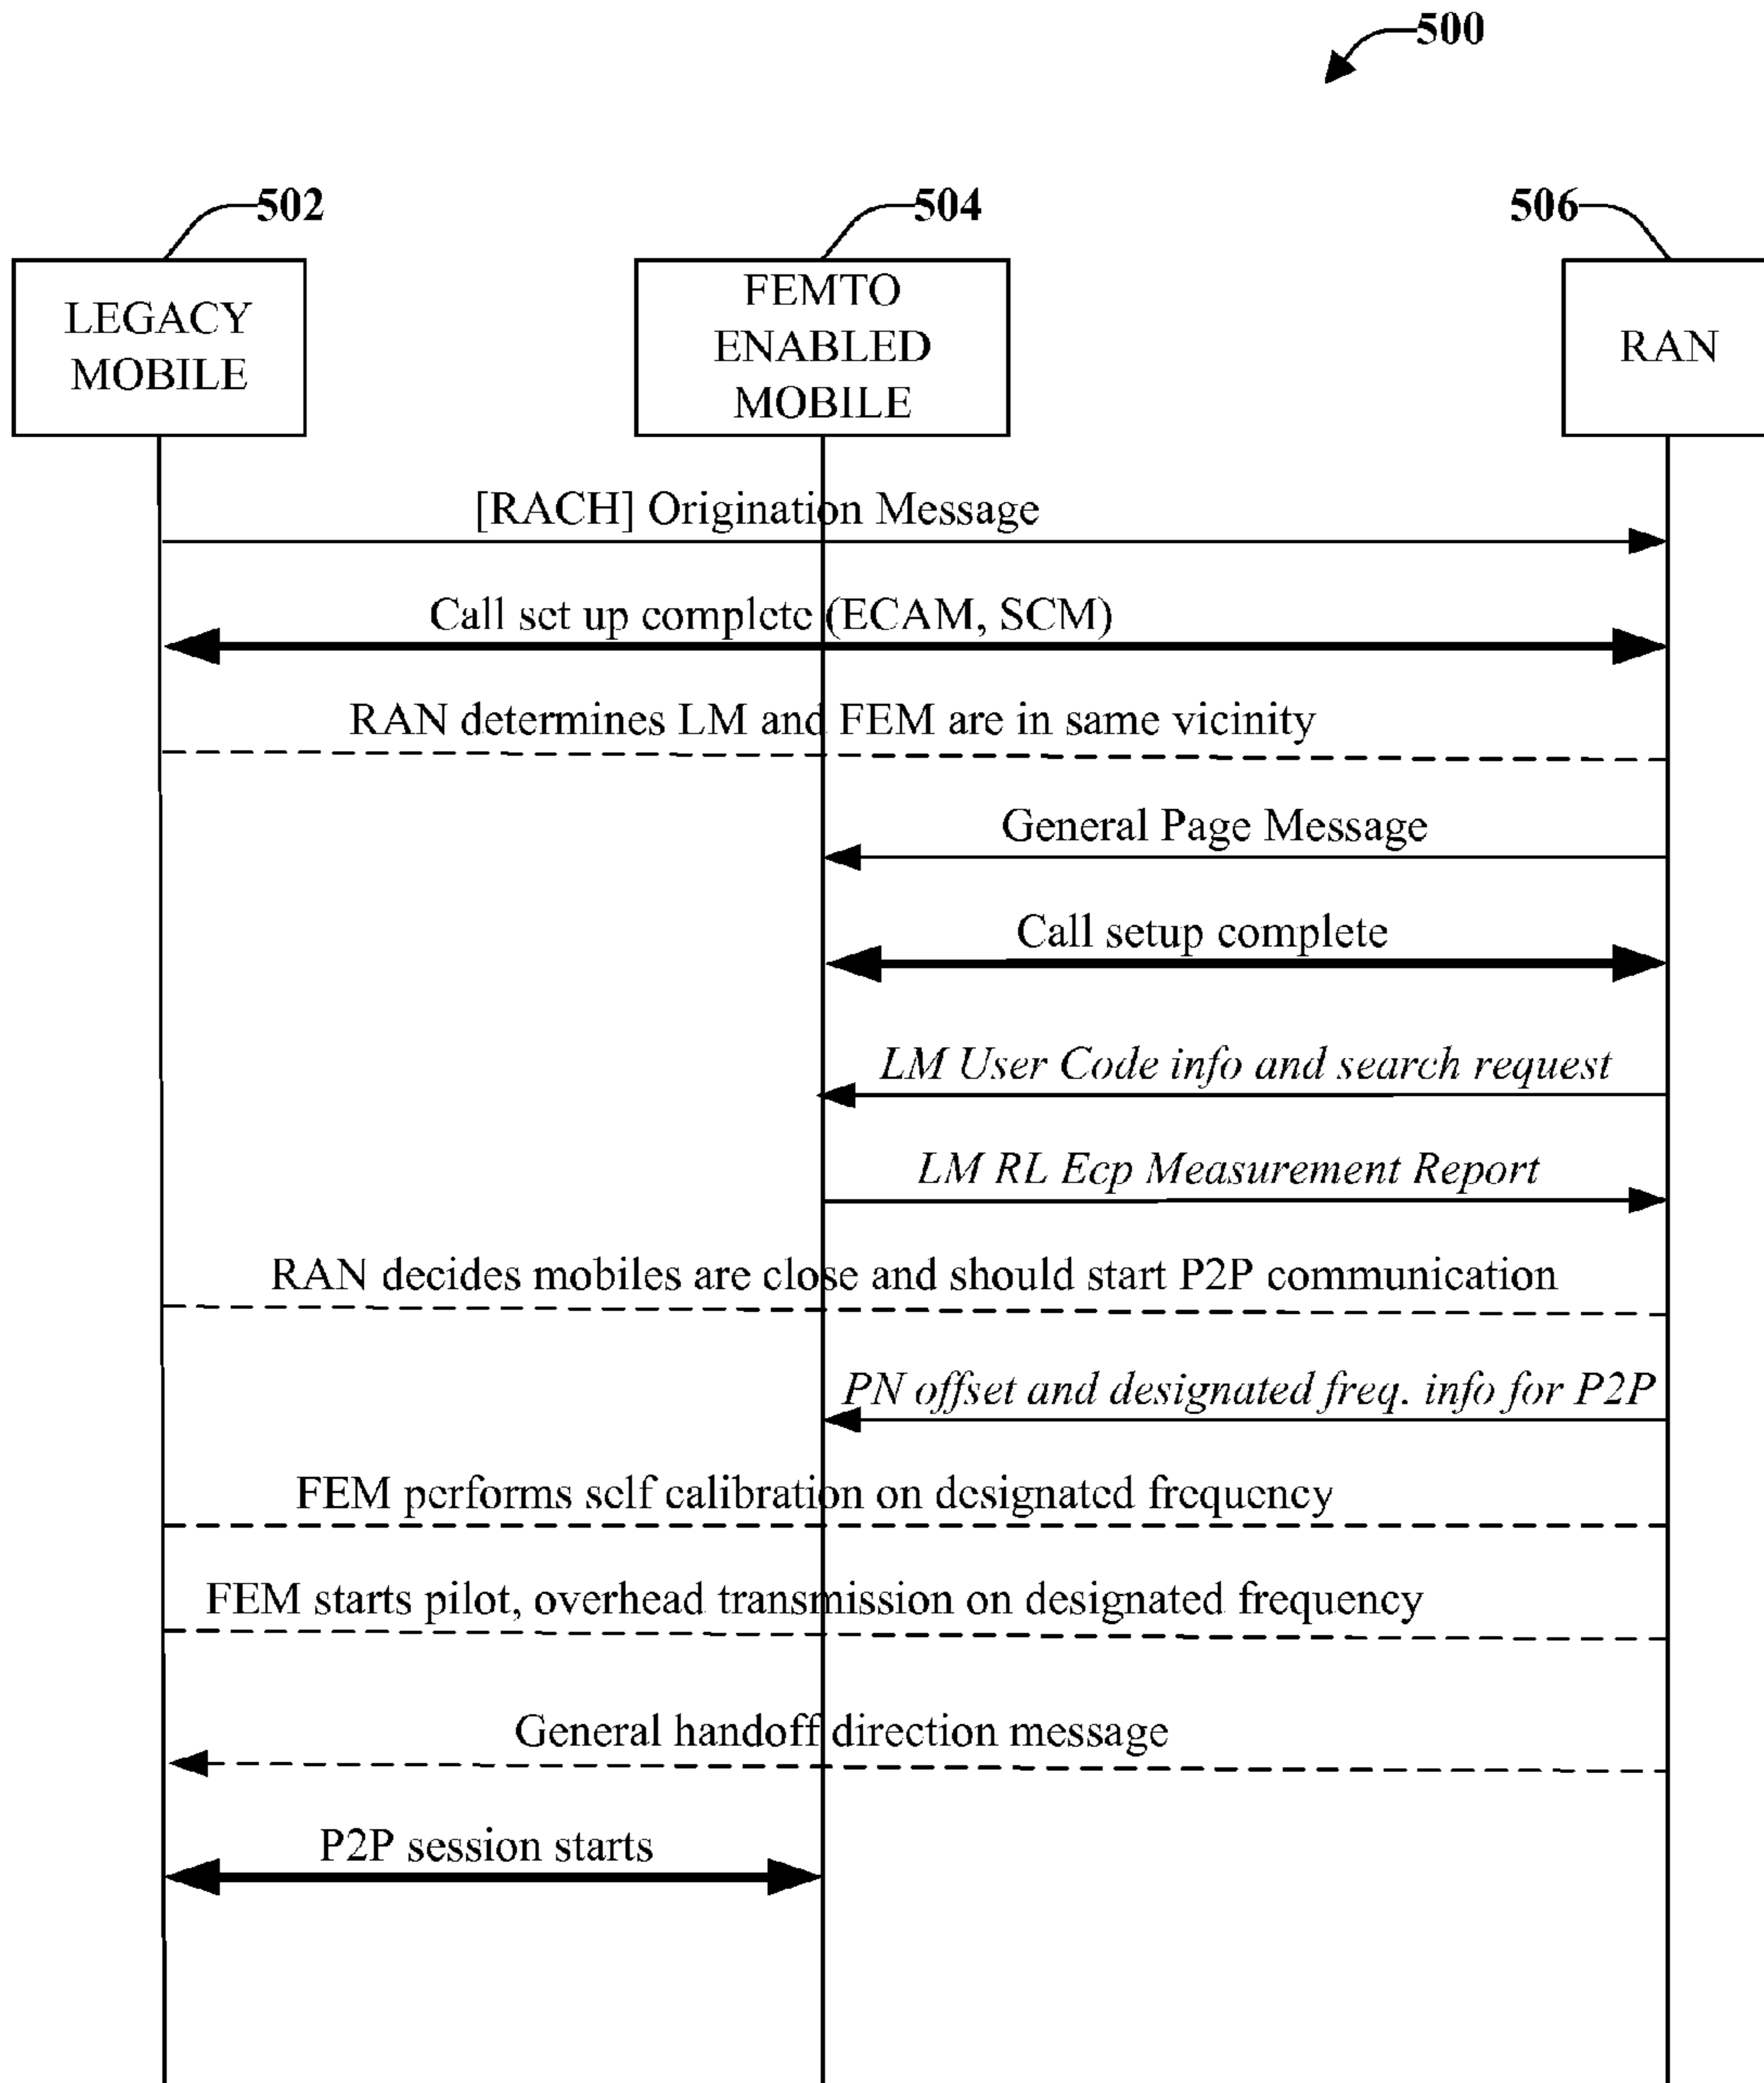 500
502
504
506
LEGACY
MOBILE
FEMTO
ENABLED
MOBILE
RAN
[RACH] Origination Message
Call set up complete (ECAM, SCM)
RAN determines LM and FEM are in same vicinity
General Page Message
Call setup complete
LM User Code info and search request
LM RL Ecp Measurement Report
RAN decides mobiles are close and should start P2P communication
PN offset and designated freq. info for P2P
FEM performs self calibration on designated frequency
FEM starts pilot, overhead transmission on designated frequency
General handoff direction message
P2P session starts